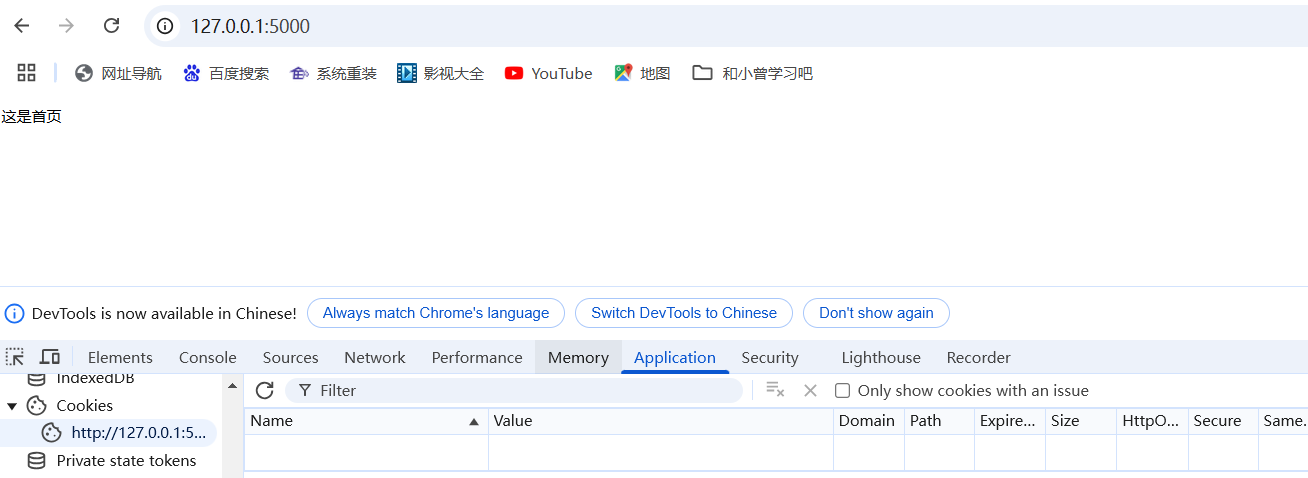 127.0.0.1:5000
网址导航 百度搜索 系统重装 影视大全 YouTube 地图 和小曾学习吧
这是首页
DevTools is now available in Chinese! Always match Chrome's language Switch DevTools to Chinese Don't show again
Elements Console Sources Network Performance Memory Application Security Lighthouse Recorder
IndexedDB
Filter Only show cookies with an issue
Cookies
Name Value Domain Path Expire... Size HttpO... Secure Same.
http://127.0.0.1:5...
Private state tokens